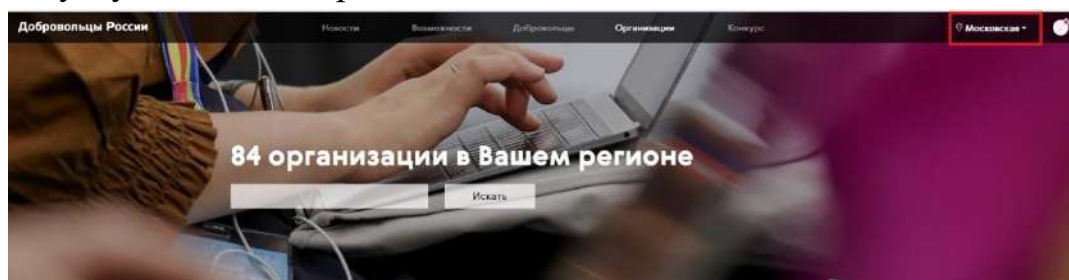 Добровольцы России
Новости
Возможности
Добровольцы
Организации
Конкурс
Московская
84 организации в Вашем регионе
Искать